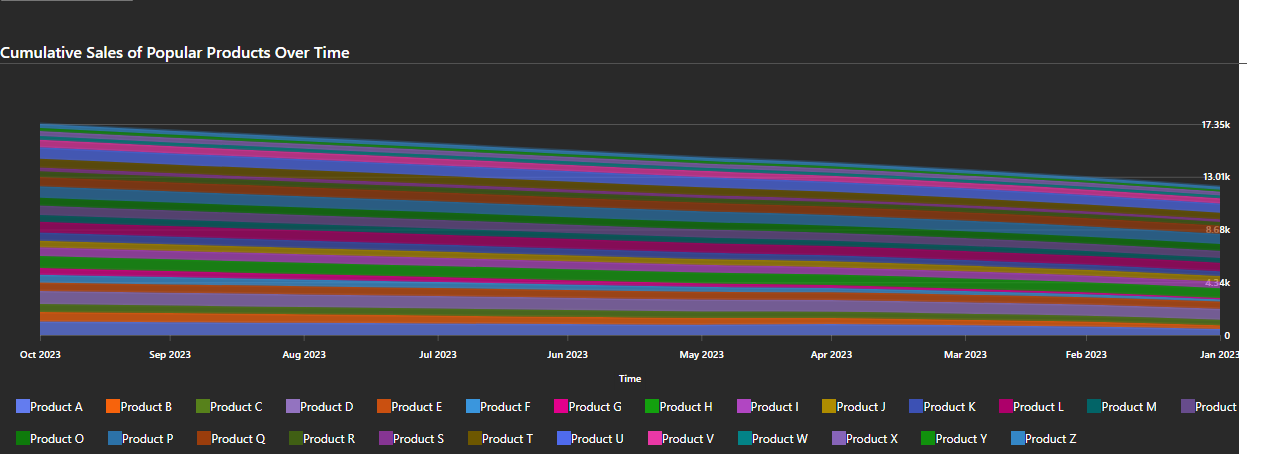 Cumulative Sales of Popular Products Over Time
17.35k
13.01k
8.68k
4.34k
0
Oct 2023 Sep 2023 Aug 2023 Jul 2023 Jun 2023 May 2023 Apr 2023 Mar 2023 Feb 2023 Jan 2023
Time
Product A Product B Product C Product D Product E Product F Product G Product H Product I Product J Product K Product L Product M Product
Product O Product P Product Q Product R Product S Product T Product U Product V Product W Product X Product Y Product Z